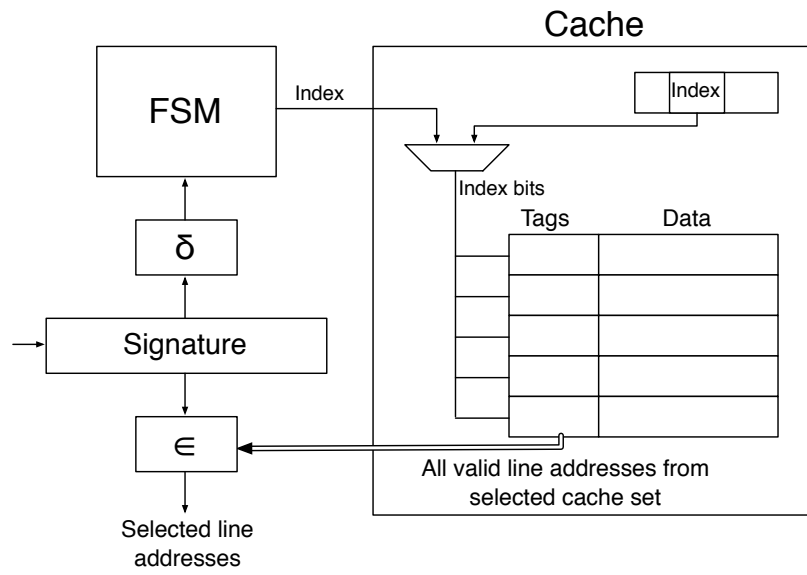 Cache
FSM
Index
Index
Index bits
δ
Tags
Data
Signature
∈
All valid line addresses from
selected cache set
Selected line
addresses